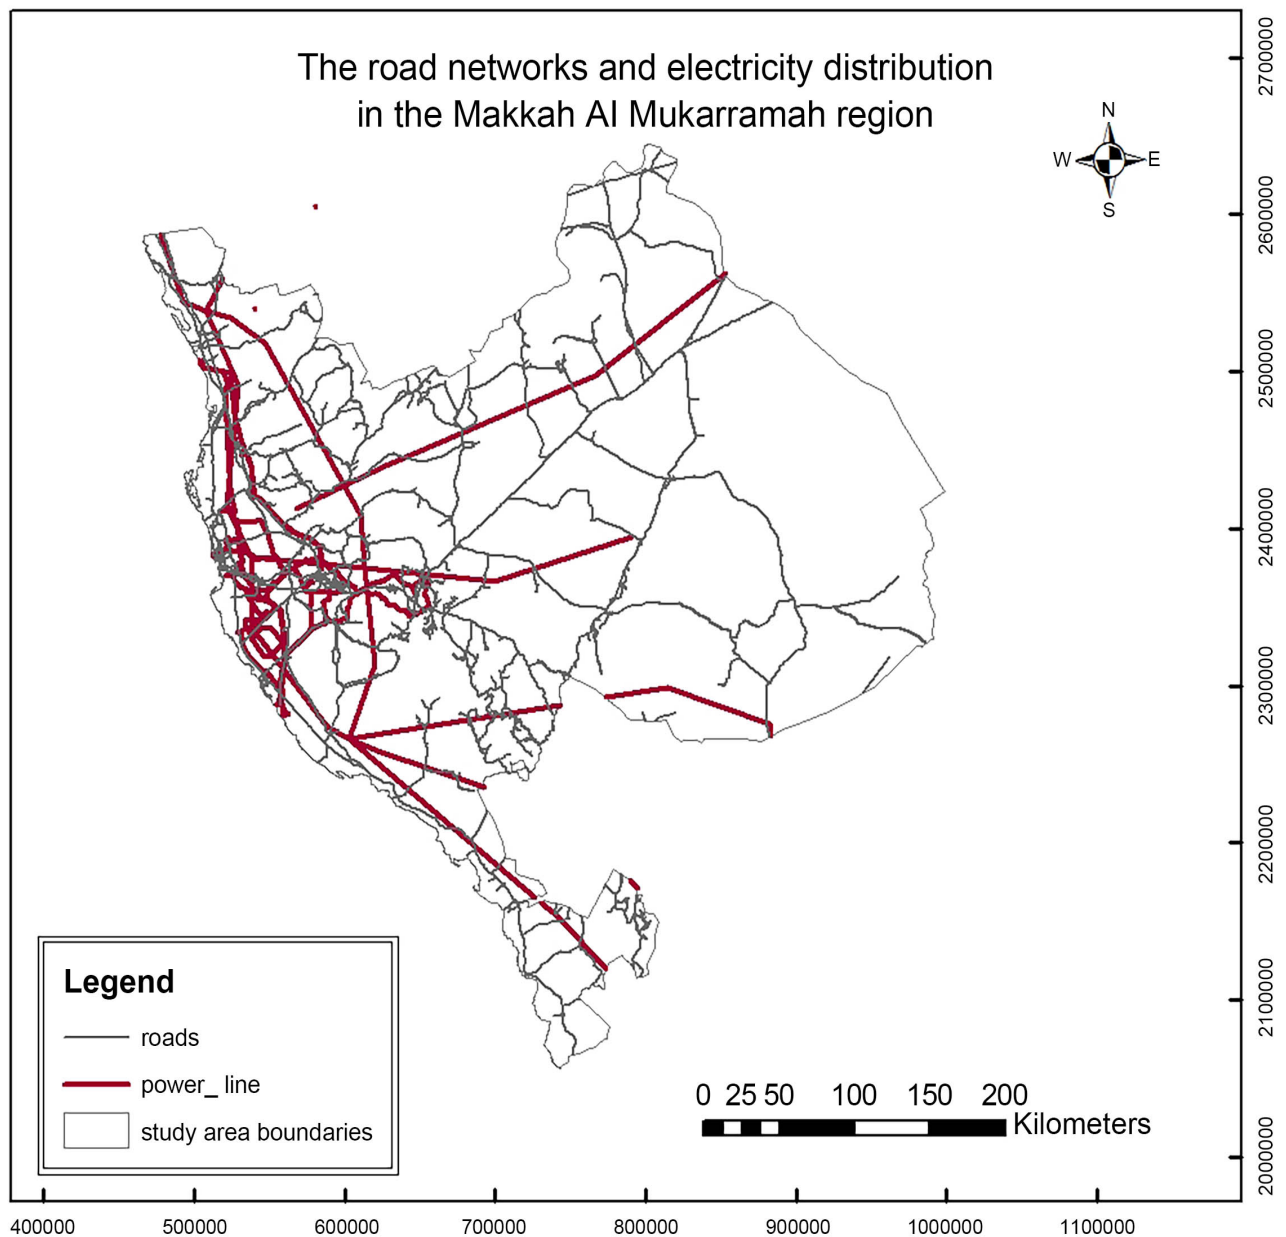 The road networks and electricity distribution
in the Makkah Al Mukarramah region
N
W E
S
2700000
2600000
2500000
2400000
2300000
2200000
2100000
2000000
Legend
roads
power_ line
study area boundaries
0 25 50 100 150 200
Kilometers
400000 500000 600000 700000 800000 900000 1000000 1100000